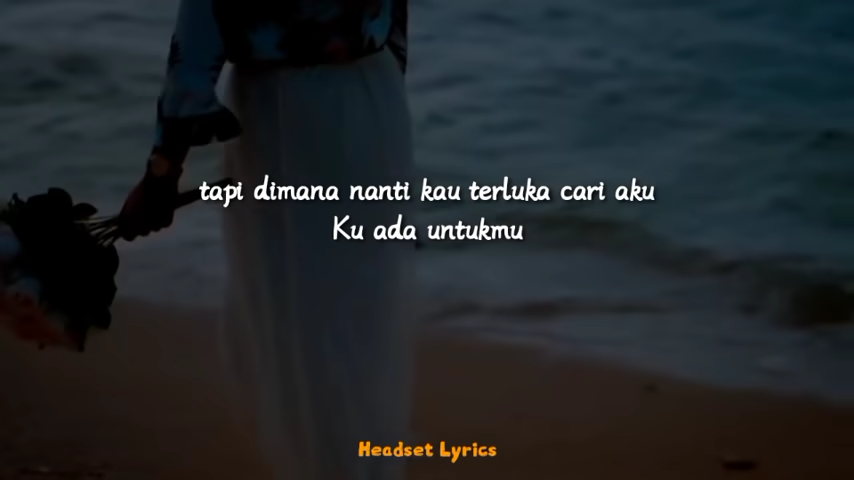 tapi dimana nanti kau terluka cari aku
Ku ada untukmu
Headset Lyrics